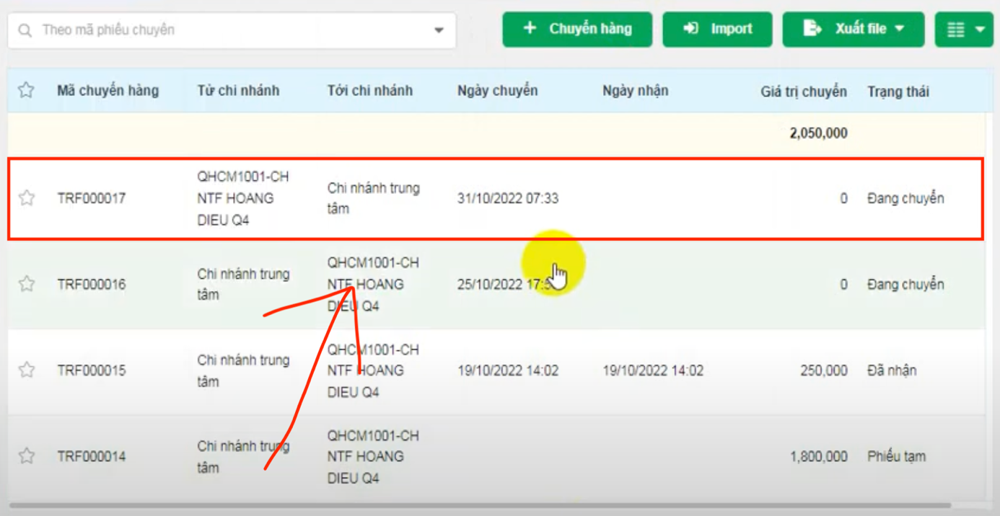 Theo mã phiếu chuyển
Chuyển hàng
Import
Xuất file
Mã chuyển hàng Từ chi nhánh Tới chi nhánh Ngày chuyển Ngày nhận Giá trị chuyển Trạng thái
2,050,000
TRF000017 QHCM1001-CH NTF HOANG DIEU Q4 Chi nhánh trung tâm 31/10/2022 07:33 0 Đang chuyển
TRF000016 Chi nhánh trung tâm QHCM1001-CH NTF HOANG DIEU Q4 25/10/2022 0 Đang chuyển
TRF000015 Chi nhánh trung tâm QHCM1001-CH NTF HOANG DIEU Q4 19/10/2022 14:02 19/10/2022 14:02 250,000 Đã nhận
TRF000014 Chi nhánh trung tâm QHCM1001-CH NTF HOANG DIEU Q4 1,800,000 Phiếu tạm